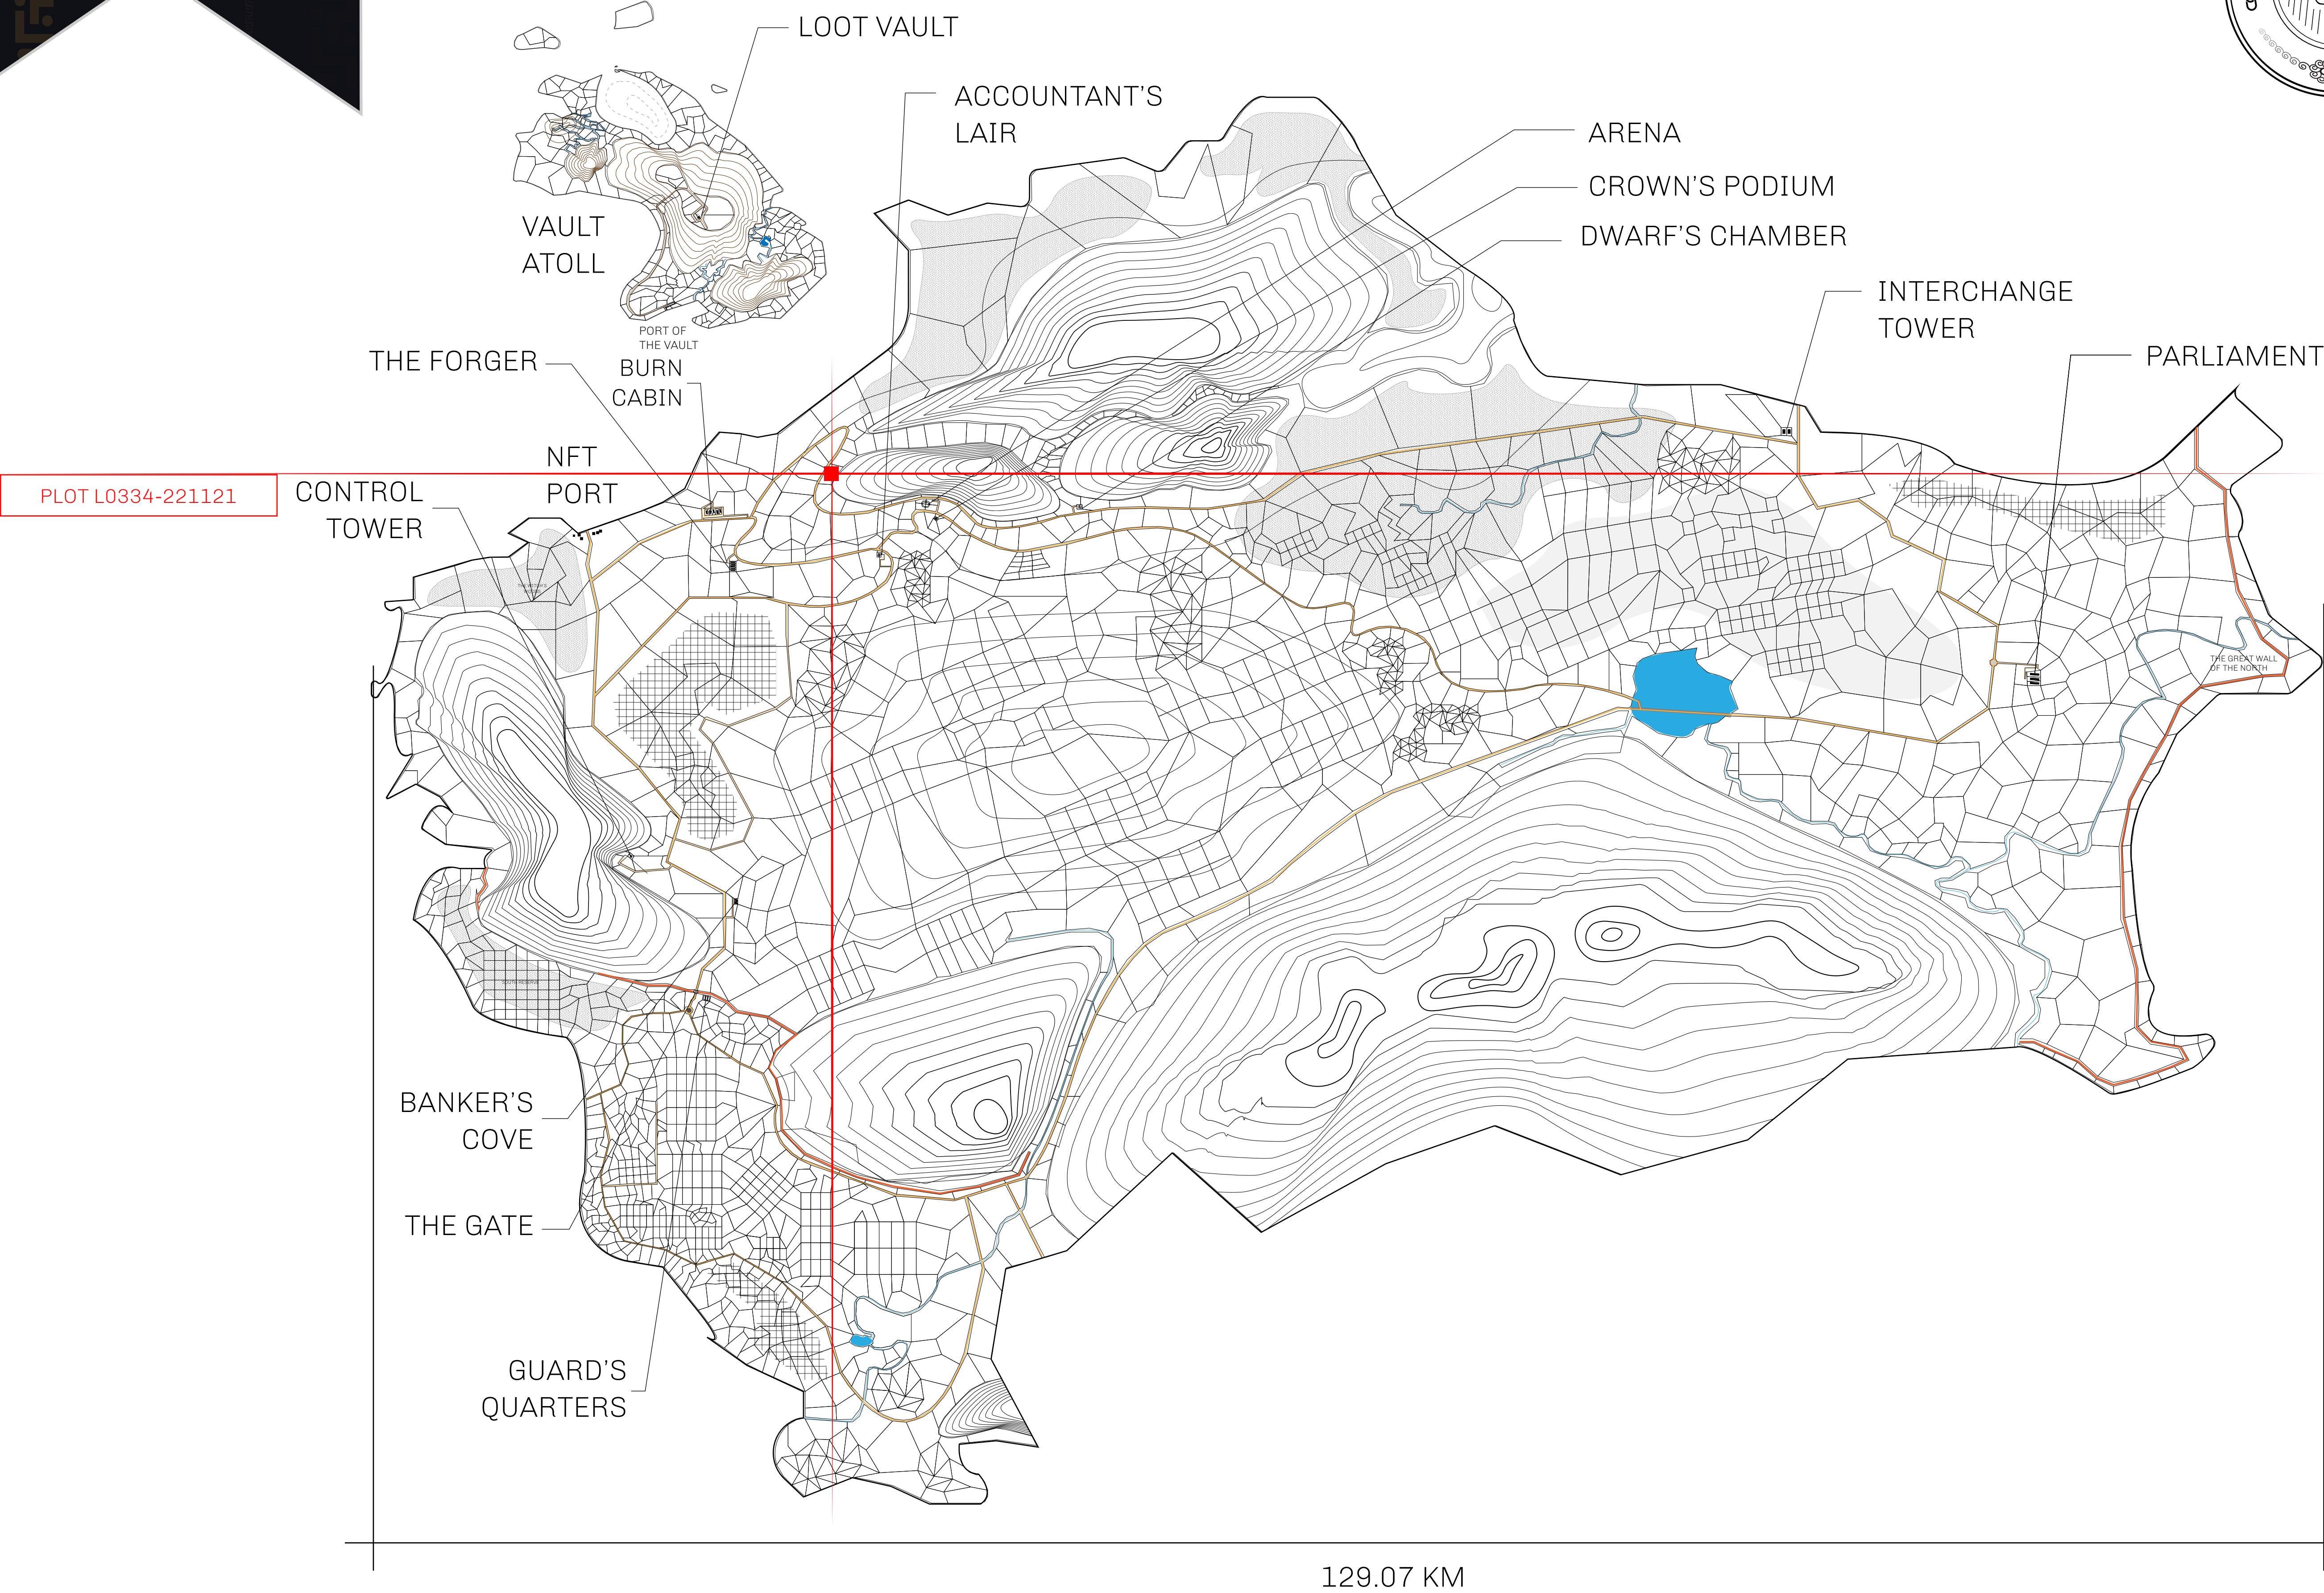 LOOT VAULT
ACCOUNTANT'S
LAIR
ARENA
CROWN'S PODIUM
DWARF'S CHAMBER
VAULT
ATOLL
INTERCHANGE
TOWER
PORT OF
THE VAULT
PARLIAMENT
THE FORGER
BURN
CABIN
NFT
PORT
PLOT L0334-221121
CONTROL
TOWER
THE GREAT WALL
OF THE NORTH
SOUTH RESERVE
BANKER'S
COVE
THE GATE
GUARD'S
QUARTERS
129.07 KM